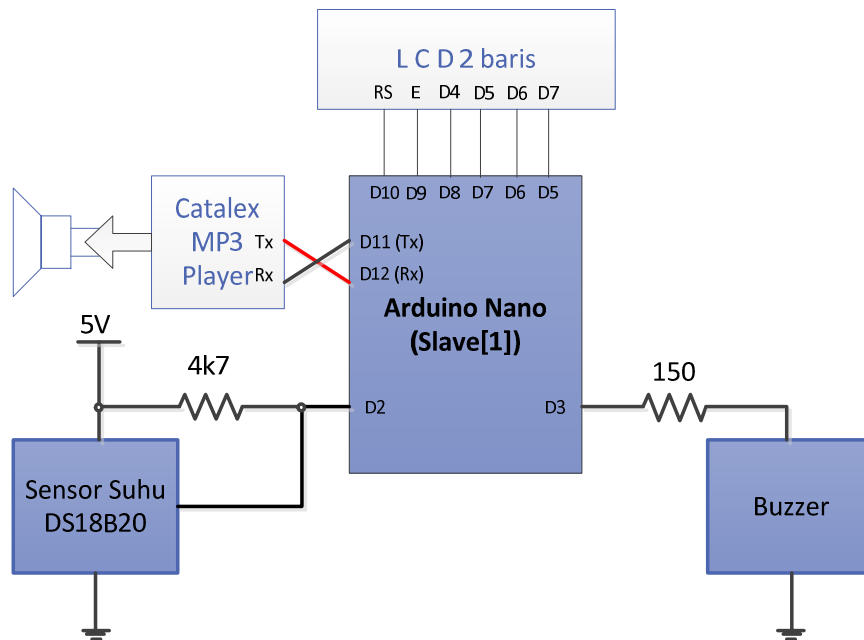 L C D 2 baris
RS E D4 D5 D6 D7
D10 D9 D8 D7 D6 D5
Catalex
MP3
Player
Tx
Rx
D11 (Tx)
D12 (Rx)
Arduino Nano
(Slave[1])
5V
4k7
150
D2
D3
Sensor Suhu
DS18B20
Buzzer